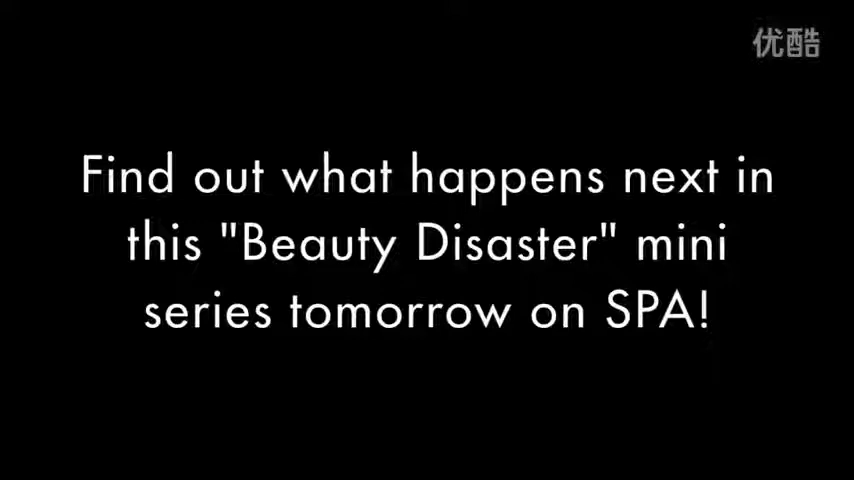 优酷
Find out what happens next in
this "Beauty Disaster" mini
series tomorrow on SPA!